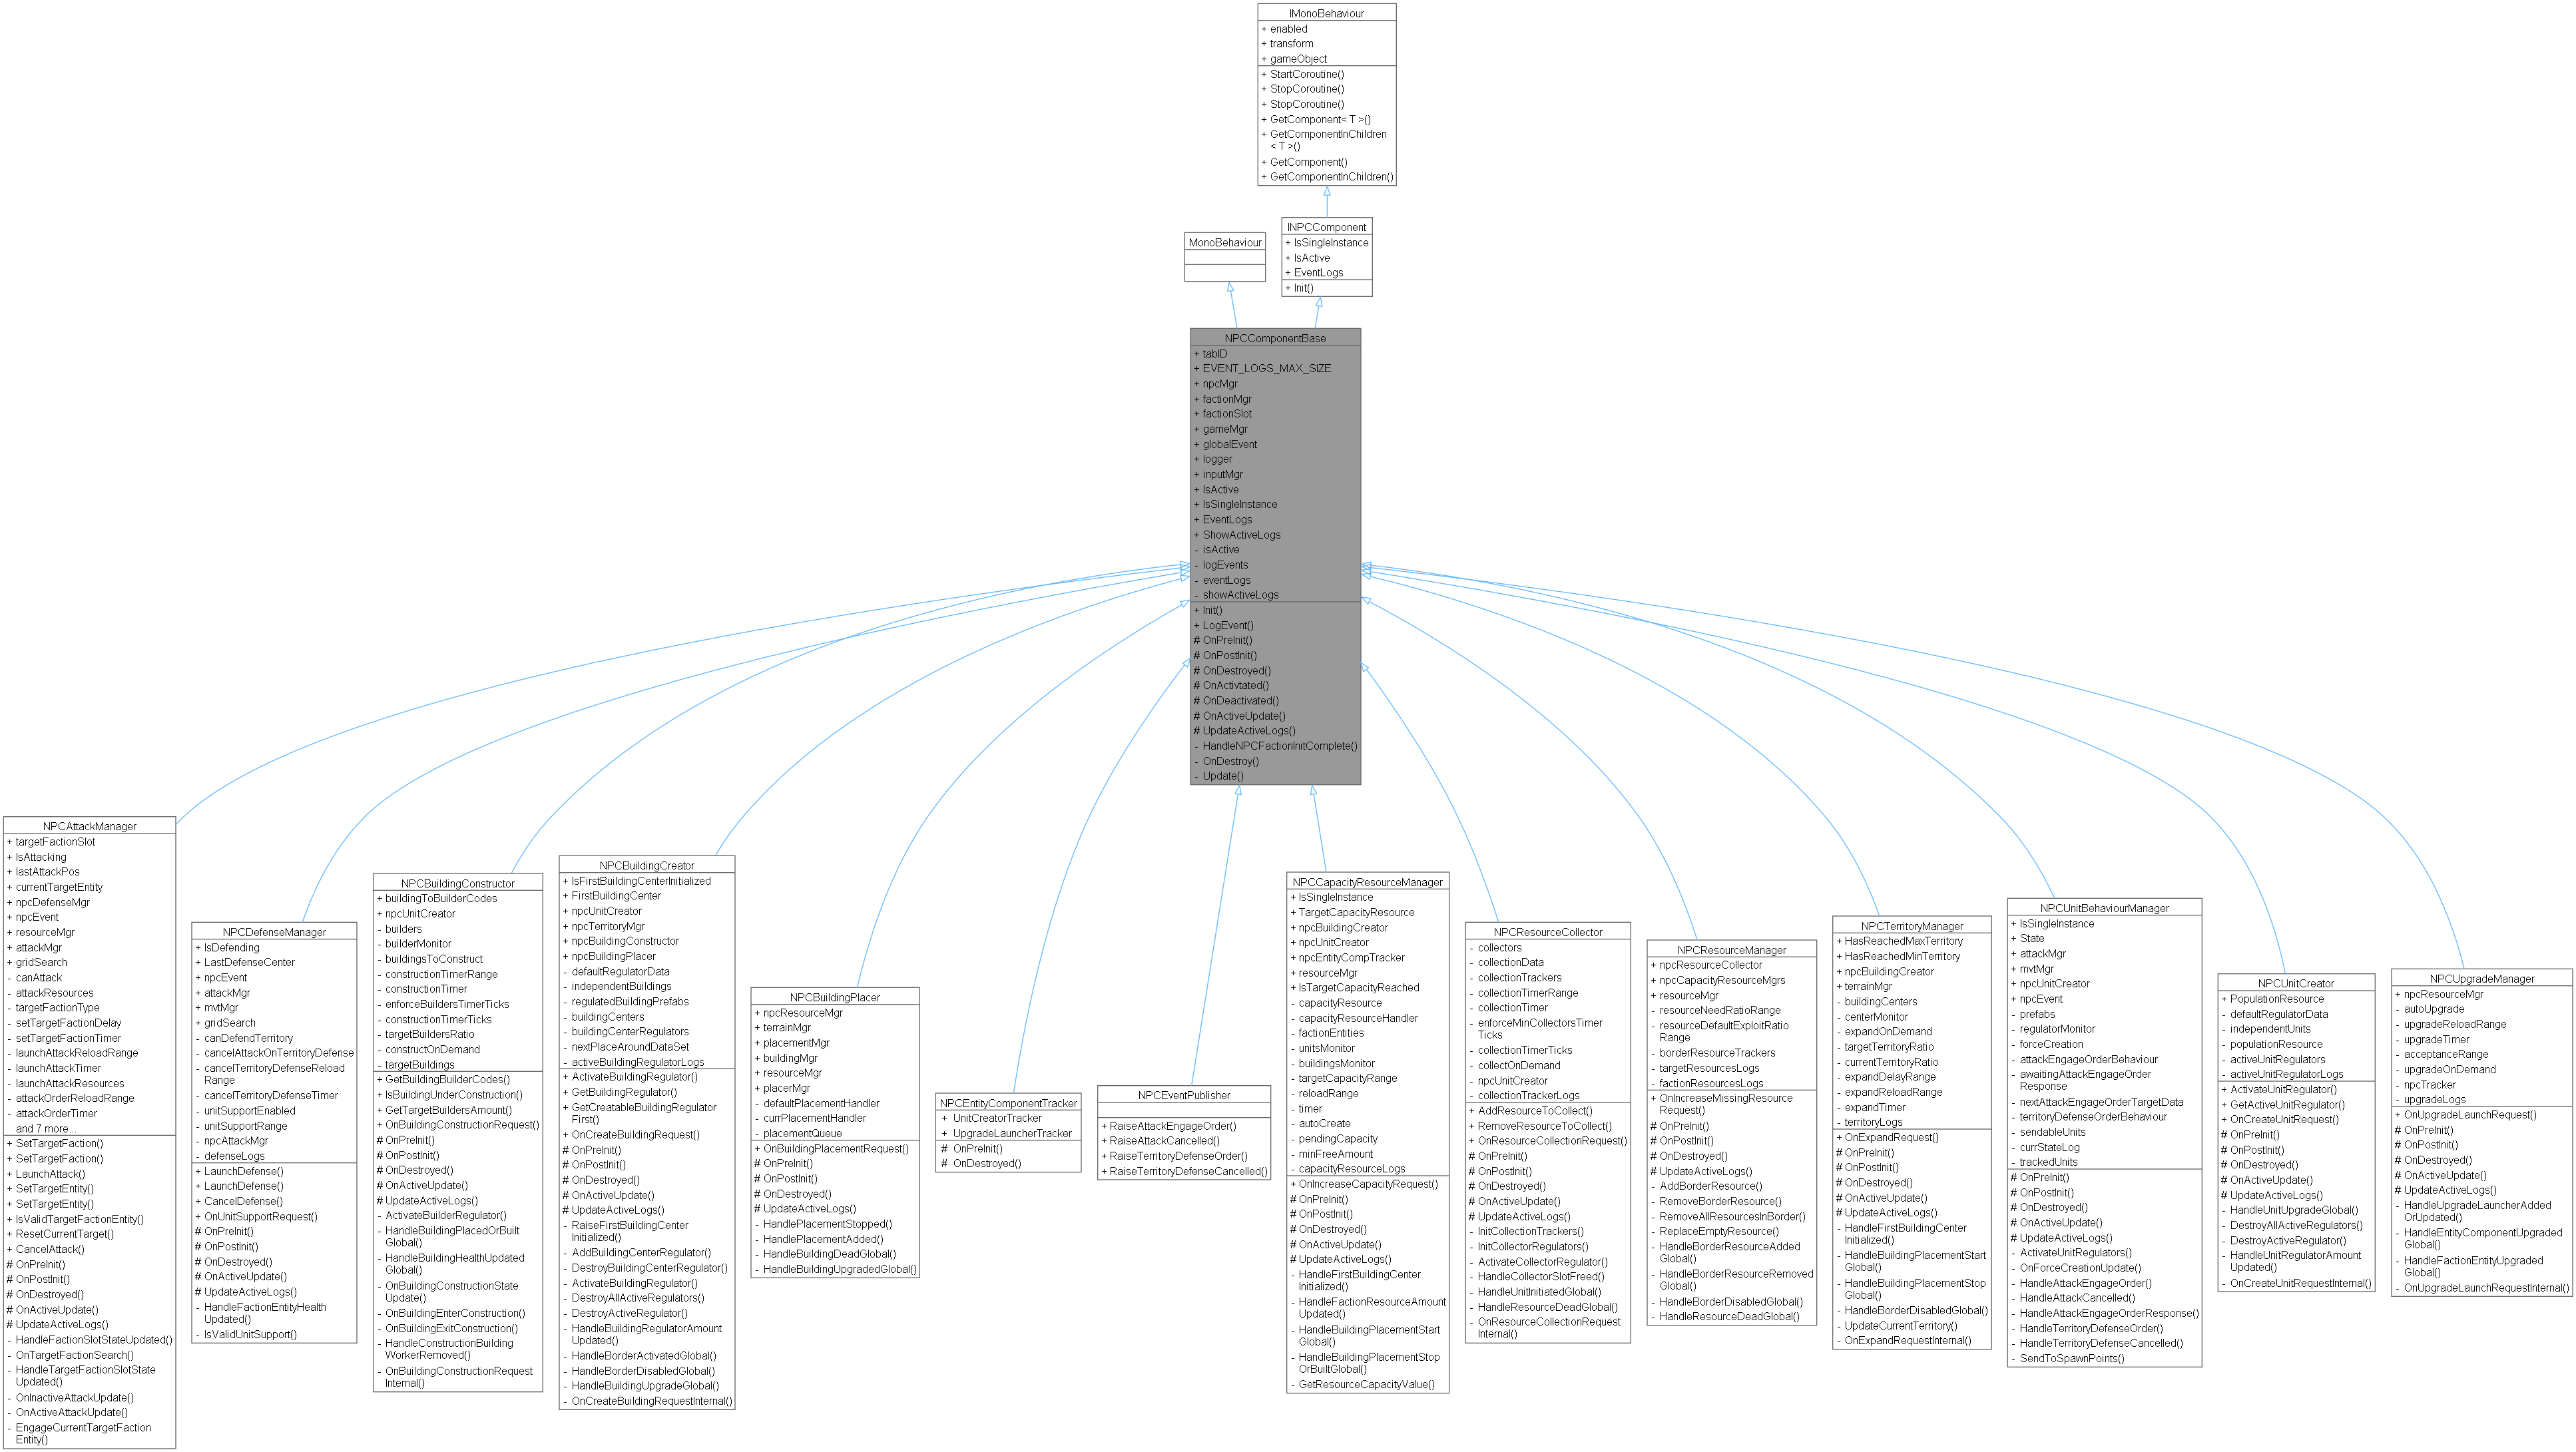 IMonoBehaviour
+ enabled
+ transform
+ gameObject
+ StartCoroutine()
+ StopCoroutine()
+ StopCoroutine()
+ GetComponent< T >()
+ GetComponentInChildren
< T >()
+ GetComponent()
+ GetComponentInChildren()
MonoBehaviour
INPCComponent
+ IsSingleInstance
+ IsActive
+ EventLogs
+ Init()
NPCComponentBase
+ tabID
+ EVENT_LOGS_MAX_SIZE
+ npcMgr
+ factionMgr
+ factionSlot
+ gameMgr
+ globalEvent
+ logger
+ inputMgr
+ IsActive
+ IsSingleInstance
+ EventLogs
+ ShowActiveLogs
- isActive
- logEvents
- eventLogs
- showActiveLogs
+ Init()
+ LogEvent()
# OnPreInit()
# OnPostInit()
# OnDestroyed()
# OnActivtated()
# OnDeactivated()
# OnActiveUpdate()
# UpdateActiveLogs()
- HandleNPCFactionInitComplete()
- OnDestroy()
- Update()
NPCAttackManager
+ targetFactionSlot
+ IsAttacking
+ lastAttackPos
+ currentTargetEntity
+ npcDefenseMgr
+ npcEvent
+ resourceMgr
+ attackMgr
+ gridSearch
- canAttack
- attackResources
- targetFactionType
- setTargetFactionDelay
- setTargetFactionTimer
- launchAttackReloadRange
- launchAttackTimer
- launchAttackResources
- attackOrderReloadRange
- attackOrderTimer
and 7 more...
+ SetTargetFaction()
+ SetTargetFaction()
+ LaunchAttack()
+ SetTargetEntity()
+ SetTargetEntity()
+ IsValidTargetFactionEntity()
+ ResetCurrentTarget()
+ CancelAttack()
# OnPreInit()
# OnPostInit()
# OnDestroyed()
# OnActiveUpdate()
# UpdateActiveLogs()
- HandleFactionSlotStateUpdated()
- OnTargetFactionSearch()
- HandleTargetFactionSlotState
Updated()
- OnInactiveAttackUpdate()
- OnActiveAttackUpdate()
- EngageCurrentTargetFaction
Entity()
NPCDefenseManager
+ IsDefending
+ LastDefenseCenter
+ npcEvent
+ attackMgr
+ mvtMgr
+ gridSearch
- canDefendTerritory
- cancelAttackOnTerritoryDefense
- cancelTerritoryDefenseReload
Range
- cancelTerritoryDefenseTimer
- unitSupportEnabled
- unitSupportRange
- npcAttackMgr
- defenseLogs
+ LaunchDefense()
+ LaunchDefense()
+ CancelDefense()
+ OnUnitSupportRequest()
# OnPreInit()
# OnPostInit()
# OnDestroyed()
# OnActiveUpdate()
# UpdateActiveLogs()
- HandleFactionEntityHealth
Updated()
- IsValidUnitSupport()
NPCBuildingConstructor
+ buildingToBuilderCodes
+ npcUnitCreator
- builders
- builderMonitor
- buildingsToConstruct
- constructionTimerRange
- constructionTimer
- enforceBuildersTimerTicks
- constructionTimerTicks
- targetBuildersRatio
- constructOnDemand
- targetBuildings
+ GetBuildingBuilderCodes()
+ IsBuildingUnderConstruction()
+ GetTargetBuildersAmount()
+ OnBuildingConstructionRequest()
# OnPreInit()
# OnPostInit()
# OnDestroyed()
# OnActiveUpdate()
# UpdateActiveLogs()
- ActivateBuilderRegulator()
- HandleBuildingPlacedOrBuilt
Global()
- HandleBuildingHealthUpdated
Global()
- OnBuildingConstructionState
Update()
- OnBuildingEnterConstruction()
- OnBuildingExitConstruction()
- HandleConstructionBuilding
WorkerRemoved()
- OnBuildingConstructionRequest
Internal()
NPCBuildingCreator
+ IsFirstBuildingCenterInitialized
+ FirstBuildingCenter
+ npcUnitCreator
+ npcTerritoryMgr
+ npcBuildingConstructor
+ npcBuildingPlacer
- defaultRegulatorData
- independentBuildings
- regulatedBuildingPrefabs
- buildingCenters
- buildingCenterRegulators
- nextPlaceAroundDataSet
- activeBuildingRegulatorLogs
+ ActivateBuildingRegulator()
+ GetBuildingRegulator()
+ GetCreatableBuildingRegulator
First()
+ OnCreateBuildingRequest()
# OnPreInit()
# OnPostInit()
# OnDestroyed()
# OnActiveUpdate()
# UpdateActiveLogs()
- RaiseFirstBuildingCenter
Initialized()
- AddBuildingCenterRegulator()
- DestroyBuildingCenterRegulator()
- ActivateBuildingRegulator()
- DestroyAllActiveRegulators()
- DestroyActiveRegulator()
- HandleBuildingRegulatorAmount
Updated()
- HandleBorderActivatedGlobal()
- HandleBorderDisabledGlobal()
- HandleBuildingUpgradeGlobal()
- OnCreateBuildingRequestInternal()
NPCBuildingPlacer
+ npcResourceMgr
+ terrainMgr
+ placementMgr
+ buildingMgr
+ resourceMgr
+ placerMgr
- defaultPlacementHandler
- currPlacementHandler
- placementQueue
+ OnBuildingPlacementRequest()
# OnPreInit()
# OnPostInit()
# OnDestroyed()
# UpdateActiveLogs()
- HandlePlacementStopped()
- HandlePlacementAdded()
- HandleBuildingDeadGlobal()
- HandleBuildingUpgradedGlobal()
NPCEntityComponentTracker
+ UnitCreatorTracker
+ UpgradeLauncherTracker
# OnPreInit()
# OnDestroyed()
NPCEventPublisher
+ RaiseAttackEngageOrder()
+ RaiseAttackCancelled()
+ RaiseTerritoryDefenseOrder()
+ RaiseTerritoryDefenseCancelled()
NPCCapacityResourceManager
+ IsSingleInstance
+ TargetCapacityResource
+ npcBuildingCreator
+ npcUnitCreator
+ npcEntityCompTracker
+ resourceMgr
+ IsTargetCapacityReached
- capacityResource
- capacityResourceHandler
- factionEntities
- unitsMonitor
- buildingsMonitor
- targetCapacityRange
- reloadRange
- timer
- autoCreate
- pendingCapacity
- minFreeAmount
- capacityResourceLogs
+ OnIncreaseCapacityRequest()
# OnPreInit()
# OnPostInit()
# OnDestroyed()
# OnActiveUpdate()
# UpdateActiveLogs()
- HandleFirstBuildingCenter
Initialized()
- HandleFactionResourceAmount
Updated()
- HandleBuildingPlacementStart
Global()
- HandleBuildingPlacementStop
OrBuiltGlobal()
- GetResourceCapacityValue()
NPCResourceCollector
- collectors
- collectionData
- collectionTrackers
- collectionTimerRange
- collectionTimer
- enforceMinCollectorsTimer
Ticks
- collectionTimerTicks
- collectOnDemand
- npcUnitCreator
- collectionTrackerLogs
+ AddResourceToCollect()
+ RemoveResourceToCollect()
+ OnResourceCollectionRequest()
# OnPreInit()
# OnPostInit()
# OnDestroyed()
# OnActiveUpdate()
# UpdateActiveLogs()
- InitCollectionTrackers()
- InitCollectorRegulators()
- ActivateCollectorRegulator()
- HandleCollectorSlotFreed()
- HandleUnitInitiatedGlobal()
- HandleResourceDeadGlobal()
- OnResourceCollectionRequest
Internal()
NPCResourceManager
+ npcResourceCollector
+ npcCapacityResourceMgrs
+ resourceMgr
- resourceNeedRatioRange
- resourceDefaultExploitRatio
Range
- borderResourceTrackers
- targetResourcesLogs
- factionResourcesLogs
+ OnIncreaseMissingResource
Request()
# OnPreInit()
# OnPostInit()
# OnDestroyed()
# UpdateActiveLogs()
- AddBorderResource()
- RemoveBorderResource()
- RemoveAllResourcesInBorder()
- ReplaceEmptyResource()
- HandleBorderResourceAdded
Global()
- HandleBorderResourceRemoved
Global()
- HandleBorderDisabledGlobal()
- HandleResourceDeadGlobal()
NPCTerritoryManager
+ HasReachedMaxTerritory
+ HasReachedMinTerritory
+ npcBuildingCreator
+ terrainMgr
- buildingCenters
- centerMonitor
- expandOnDemand
- targetTerritoryRatio
- currentTerritoryRatio
- expandDelayRange
- expandReloadRange
- expandTimer
- territoryLogs
+ OnExpandRequest()
# OnPreInit()
# OnPostInit()
# OnDestroyed()
# OnActiveUpdate()
# UpdateActiveLogs()
- HandleFirstBuildingCenter
Initialized()
- HandleBuildingPlacementStart
Global()
- HandleBuildingPlacementStop
Global()
- HandleBorderDisabledGlobal()
- UpdateCurrentTerritory()
- OnExpandRequestInternal()
NPCUnitBehaviourManager
+ IsSingleInstance
+ State
+ attackMgr
+ mvtMgr
+ npcUnitCreator
+ npcEvent
- prefabs
- regulatorMonitor
- forceCreation
- attackEngageOrderBehaviour
- awaitingAttackEngageOrder
Response
- nextAttackEngageOrderTargetData
- territoryDefenseOrderBehaviour
- sendableUnits
- currStateLog
- trackedUnits
# OnPreInit()
# OnPostInit()
# OnDestroyed()
# OnActiveUpdate()
# UpdateActiveLogs()
- ActivateUnitRegulators()
- OnForceCreationUpdate()
- HandleAttackEngageOrder()
- HandleAttackCancelled()
- HandleAttackEngageOrderResponse()
- HandleTerritoryDefenseOrder()
- HandleTerritoryDefenseCancelled()
- SendToSpawnPoints()
NPCUnitCreator
+ PopulationResource
- defaultRegulatorData
- independentUnits
- populationResource
- activeUnitRegulators
- activeUnitRegulatorLogs
+ ActivateUnitRegulator()
+ GetActiveUnitRegulator()
+ OnCreateUnitRequest()
# OnPreInit()
# OnPostInit()
# OnDestroyed()
# OnActiveUpdate()
# UpdateActiveLogs()
- HandleUnitUpgradeGlobal()
- DestroyAllActiveRegulators()
- DestroyActiveRegulator()
- HandleUnitRegulatorAmount
Updated()
- OnCreateUnitRequestInternal()
NPCUpgradeManager
+ npcResourceMgr
- autoUpgrade
- upgradeReloadRange
- upgradeTimer
- acceptanceRange
- upgradeOnDemand
- npcTracker
- upgradeLogs
+ OnUpgradeLaunchRequest()
# OnPreInit()
# OnPostInit()
# OnDestroyed()
# OnActiveUpdate()
# UpdateActiveLogs()
- HandleUpgradeLauncherAdded
OrUpdated()
- HandleEntityComponentUpgraded
Global()
- HandleFactionEntityUpgraded
Global()
- OnUpgradeLaunchRequestInternal()